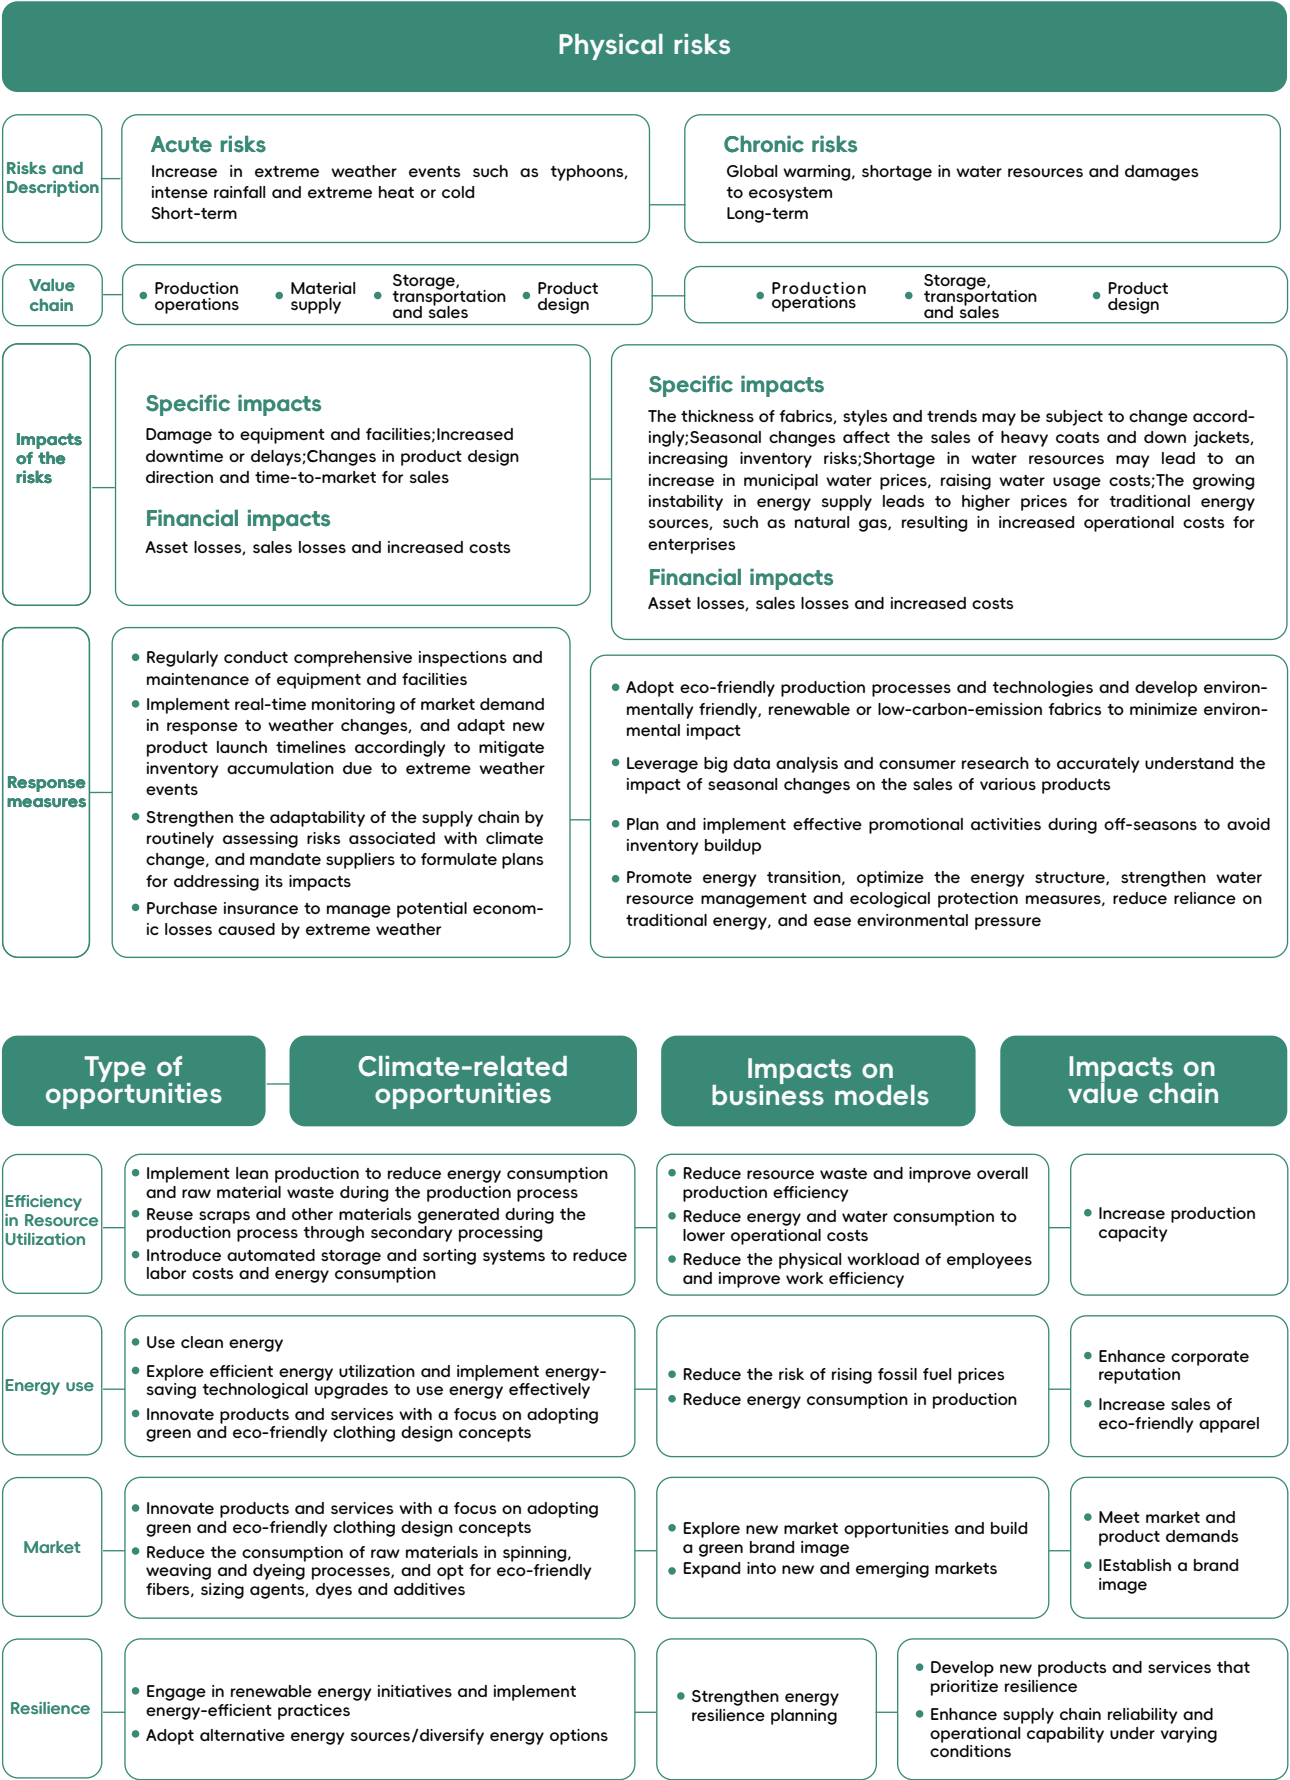 Physical risks
Risks and
Description
Acute risks
Increase in extreme weather events such as typhoons,
intense rainfall and extreme heat or cold
Short-term
Chronic risks
Global warming, shortage in water resources and damages
to ecosystem
Long-term
Value
chain
Production
operations
Material
supply
Storage,
transportation
and sales
Product
design
Production
operations
Storage,
transportation
and sales
Product
design
Impacts
of the
risks
Specific impacts
Damage to equipment and facilities;Increased
downtime or delays;Changes in product design
direction and time-to-market for sales
Financial impacts
Asset losses, sales losses and increased costs
Specific impacts
The thickness of fabrics, styles and trends may be subject to change accord-
ingly;Seasonal changes affect the sales of heavy coats and down jackets,
increasing inventory risks;Shortage in water resources may lead to an
increase in municipal water prices, raising water usage costs;The growing
instability in energy supply leads to higher prices for traditional energy
sources, such as natural gas, resulting in increased operational costs for
enterprises
Financial impacts
Asset losses, sales losses and increased costs
Response
measures
• Regularly conduct comprehensive inspections and
maintenance of equipment and facilities
• Implement real-time monitoring of market demand
in response to weather changes, and adapt new
product launch timelines accordingly to mitigate
inventory accumulation due to extreme weather
events
• Strengthen the adaptability of the supply chain by
routinely assessing risks associated with climate
change, and mandate suppliers to formulate plans
for addressing its impacts
• Purchase insurance to manage potential econom-
ic losses caused by extreme weather
• Adopt eco-friendly production processes and technologies and develop environ-
mentally friendly, renewable or low-carbon-emission fabrics to minimize environ-
mental impact
• Leverage big data analysis and consumer research to accurately understand the
impact of seasonal changes on the sales of various products
• Plan and implement effective promotional activities during off-seasons to avoid
inventory buildup
• Promote energy transition, optimize the energy structure, strengthen water
resource management and ecological protection measures, reduce reliance on
traditional energy, and ease environmental pressure
Type of
opportunities
Climate-related
opportunities
Impacts on
business models
Impacts on
value chain
Efficiency
in Resource
Utilization
• Implement lean production to reduce energy consumption
and raw material waste during the production process
• Reuse scraps and other materials generated during the
production process through secondary processing
• Introduce automated storage and sorting systems to reduce
labor costs and energy consumption
• Reduce resource waste and improve overall
production efficiency
• Reduce energy and water consumption to
lower operational costs
• Reduce the physical workload of employees
and improve work efficiency
• Increase production
capacity
Energy use
• Use clean energy
• Explore efficient energy utilization and implement energy-
saving technological upgrades to use energy effectively
• Innovate products and services with a focus on adopting
green and eco-friendly clothing design concepts
• Reduce the risk of rising fossil fuel prices
• Reduce energy consumption in production
• Enhance corporate
reputation
• Increase sales of
eco-friendly apparel
Market
• Innovate products and services with a focus on adopting
green and eco-friendly clothing design concepts
• Reduce the consumption of raw materials in spinning,
weaving and dyeing processes, and opt for eco-friendly
fibers, sizing agents, dyes and additives
• Explore new market opportunities and build
a green brand image
• Expand into new and emerging markets
• Meet market and
product demands
• IEstablish a brand
image
Resilience
• Engage in renewable energy initiatives and implement
energy-efficient practices
• Adopt alternative energy sources/diversify energy options
• Strengthen energy
resilience planning
• Develop new products and services that
prioritize resilience
• Enhance supply chain reliability and
operational capability under varying
conditions